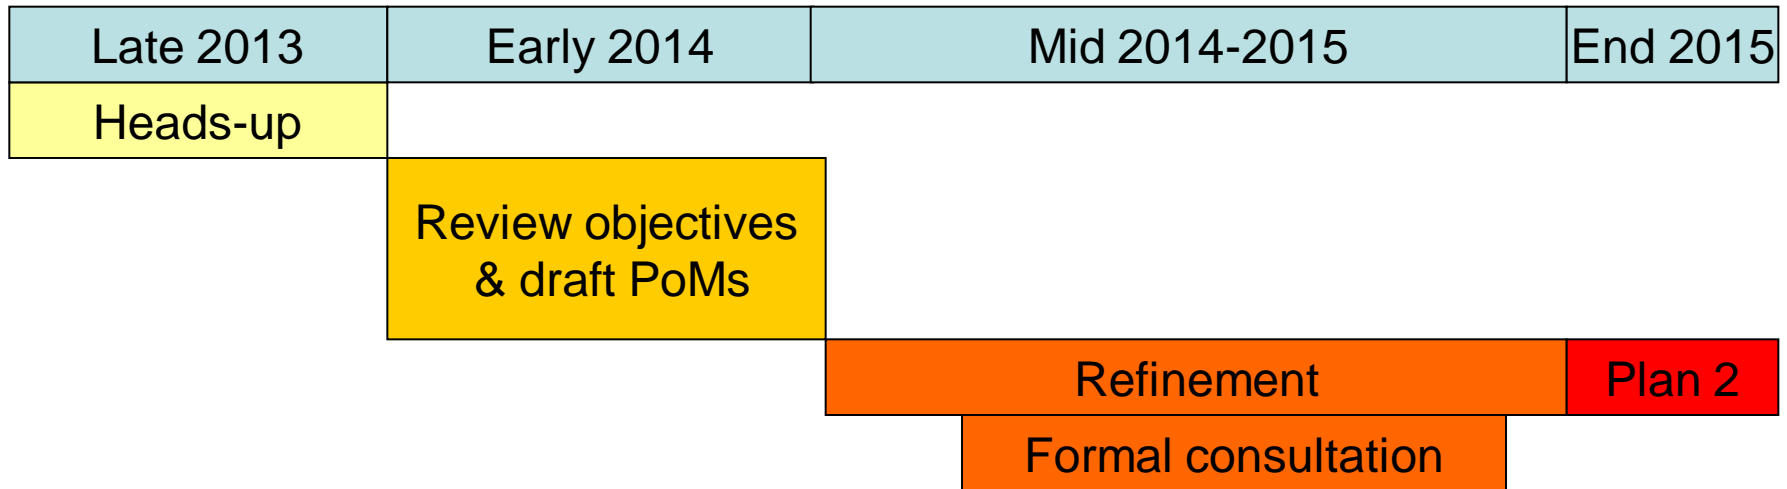 Late 2013 Early 2014 Mid 2014-2015 End 2015
Heads-up
Review objectives
& draft PoMs
Refinement Plan 2
Formal consultation